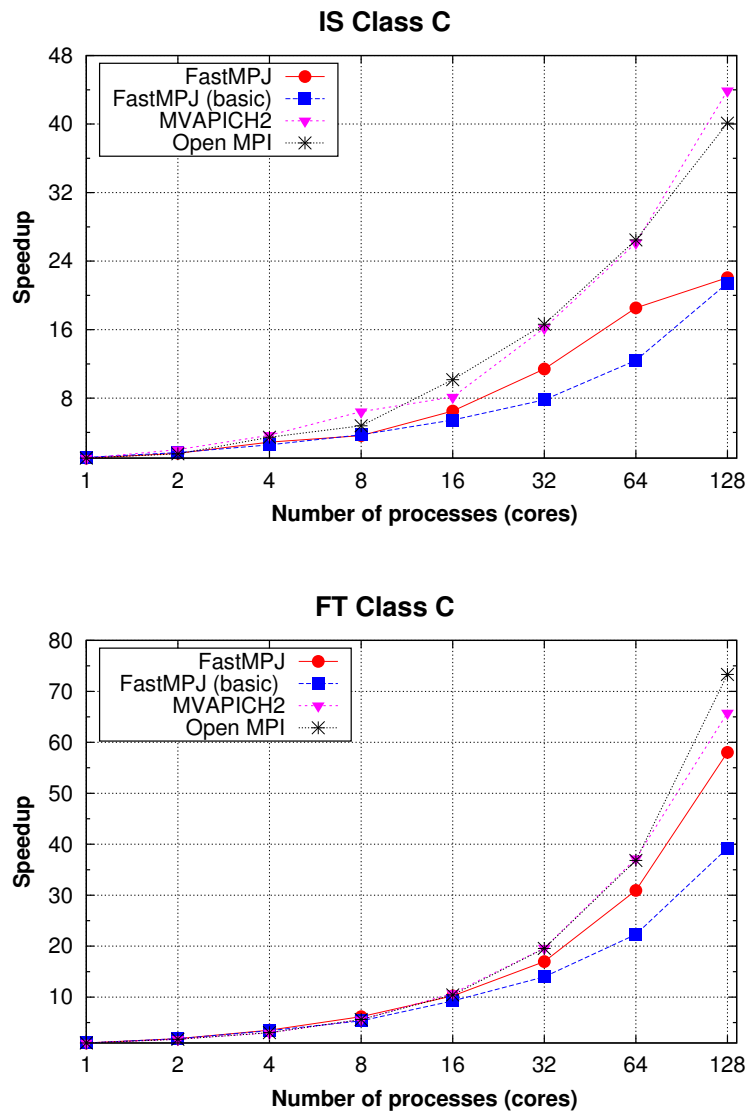 IS Class C
48
40
32
24
16
8
Speedup
FastMPJ
FastMPJ (basic)
MVAPICH2
Open MPI
1 2 4 8 16 32 64 128
Number of processes (cores)
FT Class C
80
70
60
50
40
30
20
10
Speedup
FastMPJ
FastMPJ (basic)
MVAPICH2
Open MPI
1 2 4 8 16 32 64 128
Number of processes (cores)